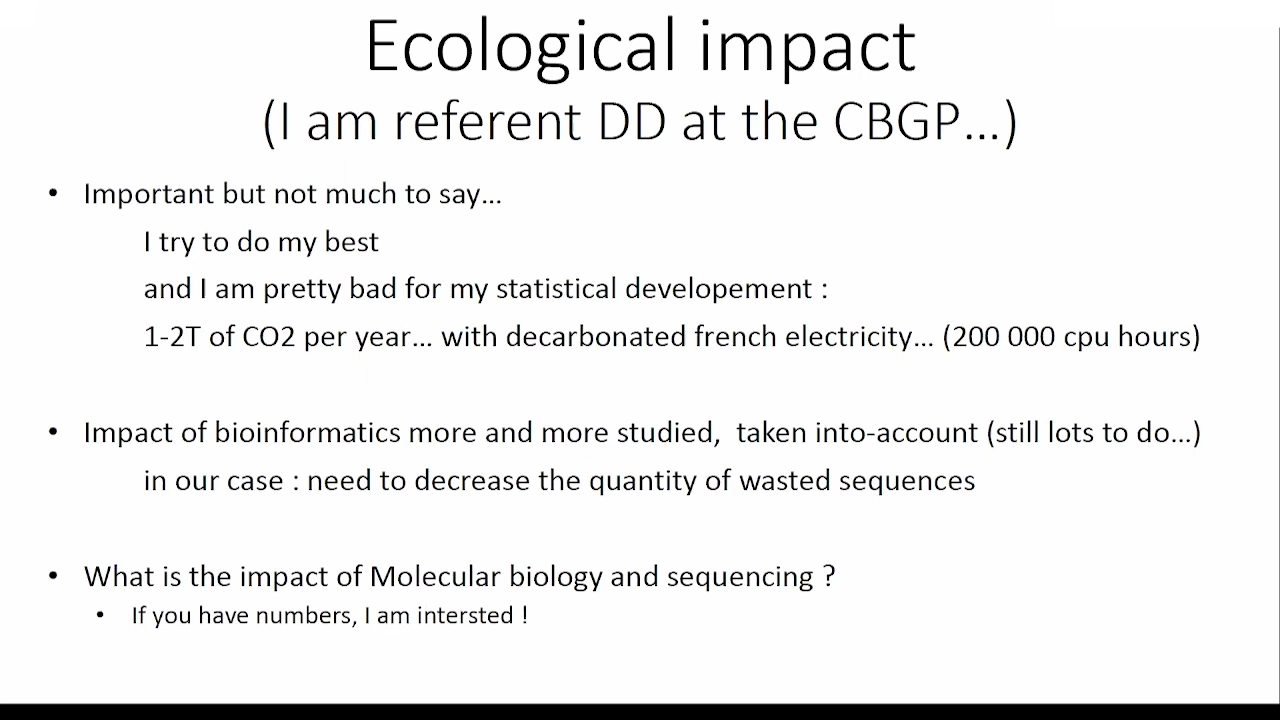 Ecological impact
(I am referent DD at the CBGP...)
• Important but not much to say...
I try to do my best
and I am pretty bad for my statistical developement :
1-2T of CO2 per year... with decarbonated french electricity... (200 000 cpu hours)
• Impact of bioinformatics more and more studied, taken into-account (still lots to do...)
in our case : need to decrease the quantity of wasted sequences
• What is the impact of Molecular biology and sequencing ?
• If you have numbers, I am intersted !